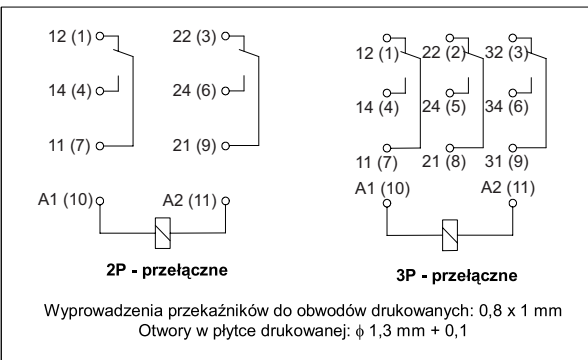 12 (1) 22 (3)
14 (4) 24 (6)
11 (7) 21 (9)
A1 (10) A2 (11)
2P - przełączne
12 (1) 22 (2) 32 (3)
14 (4) 24 (5) 34 (6)
11 (7) 21 (8) 31 (9)
A1 (10) A2 (11)
3P - przełączne
Wyprowadzenia przekaźników do obwodów drukowanych: 0,8 x 1 mm
Otwory w płytce drukowanej: ϕ 1,3 mm + 0,1